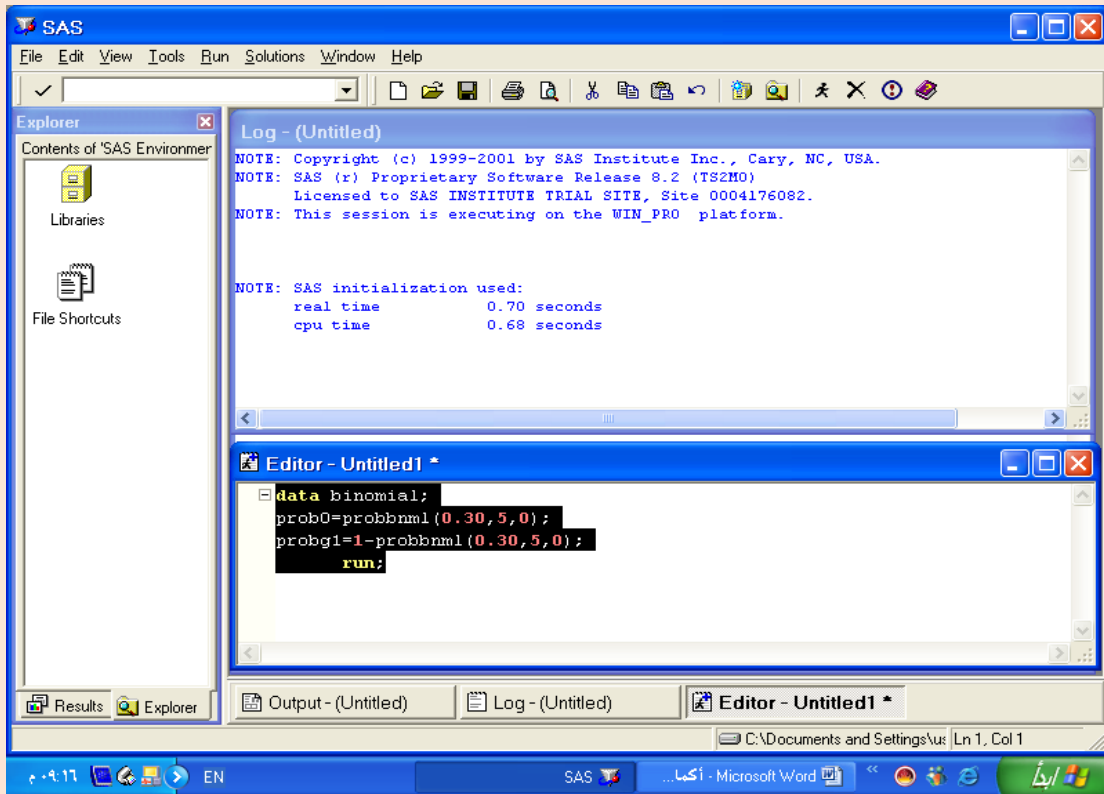 SAS
File Edit View Tools Run Solutions Window Help
Explorer
Contents of 'SAS Environmer
Libraries
File Shortcuts
Log - (Untitled)
NOTE: Copyright (c) 1999-2001 by SAS Institute Inc., Cary, NC, USA.
NOTE: SAS (r) Proprietary Software Release 8.2 (TS2M0)
Licensed to SAS INSTITUTE TRIAL SITE, Site 0004176082.
NOTE: This session is executing on the WIN_PRO platform.
NOTE: SAS initialization used:
real time 0.70 seconds
cpu time 0.68 seconds
Editor - Untitled1 *
data binomial;
prob0=probbnml(0.30,5,0);
probg1=1-probbnml(0.30,5,0);
run;
Results Explorer
Output - (Untitled) Log - (Untitled) Editor - Untitled1 *
C:\Documents and Settings\us Ln 1, Col 1
٠٩:١٦ م EN SAS أكما... - Microsoft Word ابدأ